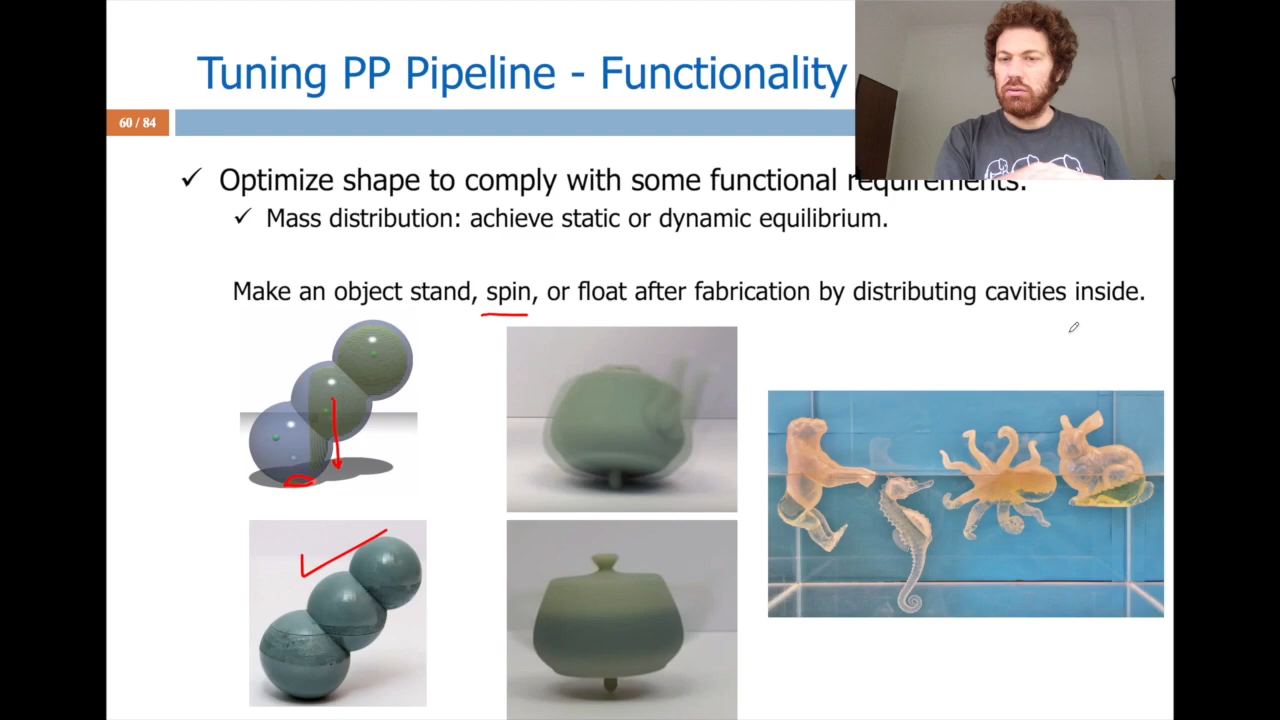 Tuning PP Pipeline - Functionality
60 / 84
✓ Optimize shape to comply with some functional requirements.
✓ Mass distribution: achieve static or dynamic equilibrium.
Make an object stand, spin, or float after fabrication by distributing cavities inside.